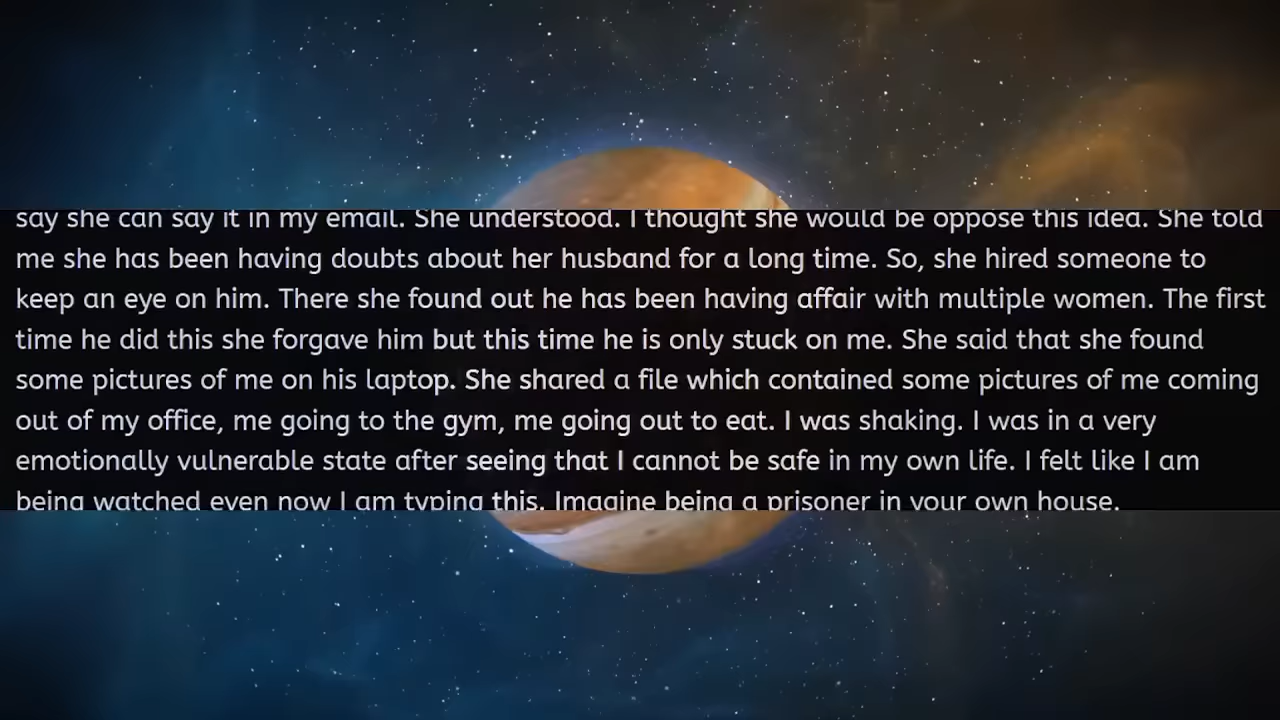 say she can say it in my email. She understood. I thought she would be oppose this idea. She told
me she has been having doubts about her husband for a long time. So, she hired someone to
keep an eye on him. There she found out he has been having affair with multiple women. The first
time he did this she forgave him but this time he is only stuck on me. She said that she found
some pictures of me on his laptop. She shared a file which contained some pictures of me coming
out of my office, me going to the gym, me going out to eat. I was shaking. I was in a very
emotionally vulnerable state after seeing that I cannot be safe in my own life. I felt like I am
being watched even now I am typing this. Imagine being a prisoner in your own house.